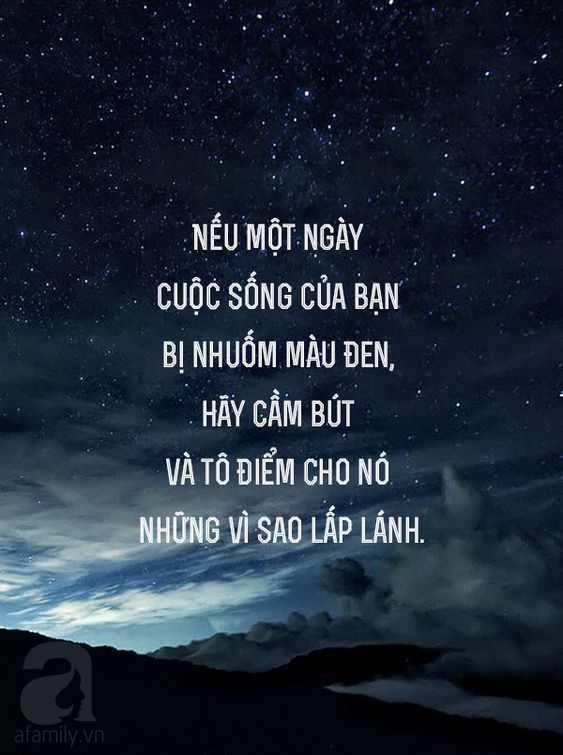 NẾU MỘT NGÀY
CUỘC SỐNG CỦA BẠN
BỊ NHUỐM MÀU ĐEN,
HÃY CẦM BÚT
VÀ TÔ ĐIỂM CHO NÓ
NHỮNG VÌ SAO LẤP LÁNH.
a
afamily.vn